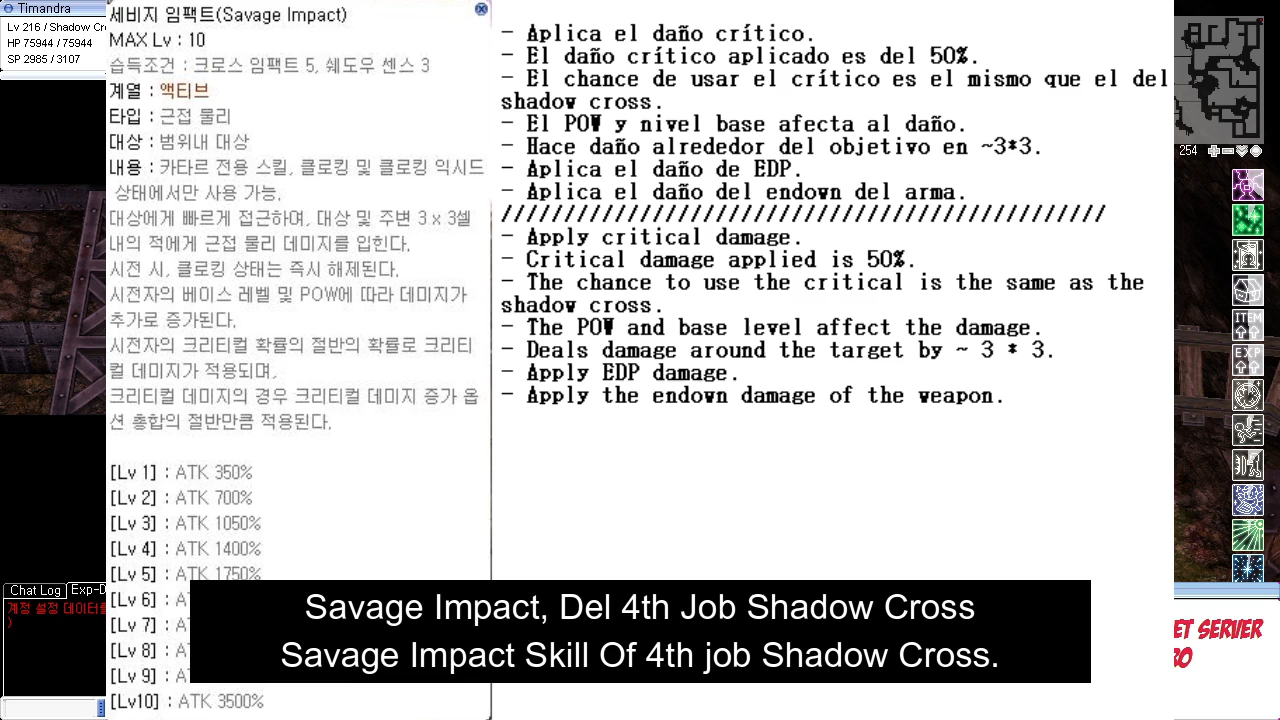 Timandra
Lv 216 / Shadow Cro
HP 75944 / 75944
SP 2985 / 3107
세비지 임팩트(Savage Impact)
MAX Lv : 10
습득조건 : 크로스 임팩트 5, 쉐도우 센스 3
계열 : 액티브
타입 : 근접 물리
대상 : 범위내 대상
내용 : 카타르 전용 스킬, 클로킹 및 클로킹 익시드
상태에서만 사용 가능.
대상에게 빠르게 접근하여, 대상 및 주변 3 x 3셀
내의 적에게 근접 물리 데미지를 입힌다.
시전 시, 클로킹 상태는 즉시 해제된다.
시전자의 베이스 레벨 및 POW에 따라 데미지가
추가로 증가된다.
시전자의 크리티컬 확률의 절반의 확률로 크리티
컬 데미지가 적용되며,
크리티컬 데미지의 경우 크리티컬 데미지 증가 옵
션 총합의 절반만큼 적용된다.
[Lv 1] : ATK 350%
[Lv 2] : ATK 700%
[Lv 3] : ATK 1050%
[Lv 4] : ATK 1400%
[Lv 5] : ATK 1750%
[Lv 6] : A
[Lv 7] : A
[Lv 8] : A
[Lv 9] : A
[Lv10] : ATK 3500%
- Aplica el daño crítico.
- El daño crítico aplicado es del 50%.
- El chance de usar el crítico es el mismo que el del
shadow cross.
- El POW y nivel base afecta al daño.
- Hace daño alrededor del objetivo en ~3*3.
- Aplica el daño de EDP.
- Aplica el daño del endown del arma.
////////////////////////////////////////////////
- Apply critical damage.
- Critical damage applied is 50%.
- The chance to use the critical is the same as the
shadow cross.
- The POW and base level affect the damage.
- Deals damage around the target by ~ 3 * 3.
- Apply EDP damage.
- Apply the endown damage of the weapon.
254
ITEM
EXP
Chat Log
Exp-D
계정 설정 데이터를
)
Savage Impact, Del 4th Job Shadow Cross
Savage Impact Skill Of 4th job Shadow Cross.
ET SERVER
RO